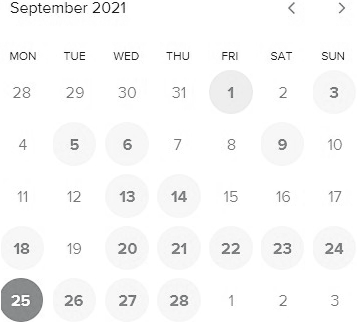 September 2021
MON TUE WED THU FRI SAT SUN
28 29 30 31 1 2 3
4 5 6 7 8 9 10
11 12 13 14 15 16 17
18 19 20 21 22 23 24
25 26 27 28 1 2 3